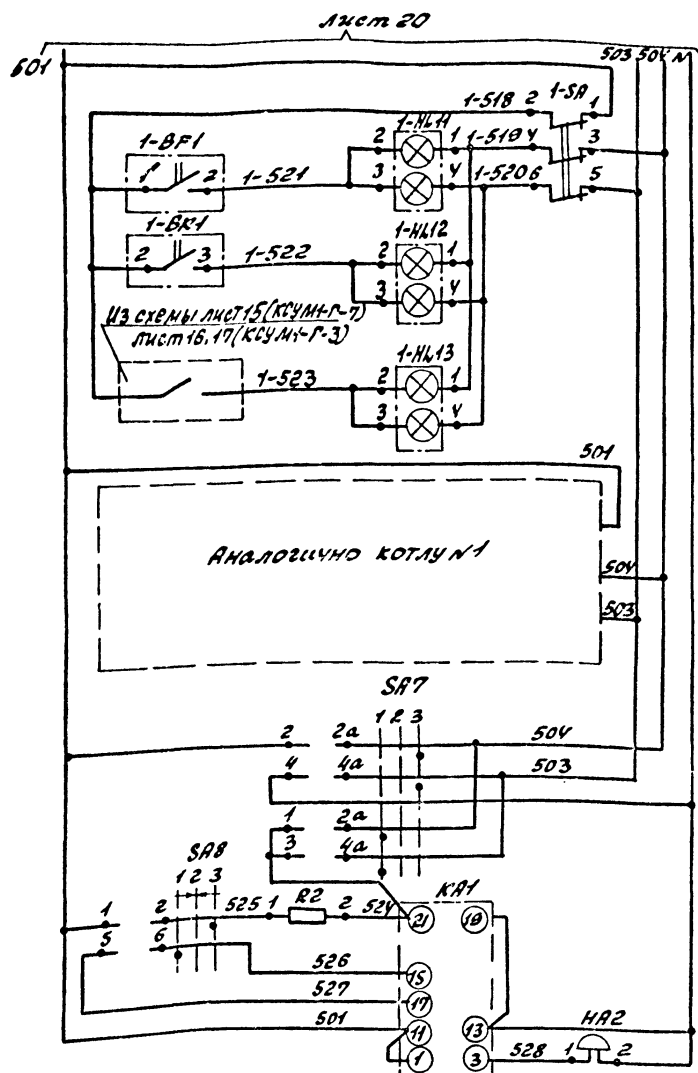 лист 20
601
503 504 N
1-518 2 1-SA 1
1-BF1
1-HL11
2 1 1-519 4 3
1 2 1-521 3 4 1-520 6 5
1-BK1
1-HL12
2 3 1-522 2 1
3 4
Из схемы лист 15 (КСУМ1-Г-7)
лист 16,17 (КСУМ1-Г-3)
1-HL13
1-523 2 1
3 4
501
Аналогично котлу N1
504
503
SA7
1 2 3
2 2а 504
4 4а 503
1 2а
3 4а
SA8
1 2 3
KA1
1 2 525 1 R2 2 524 21 19
5 6
526 15
527 17
501 11 13 HA2
1 3 528 1 2